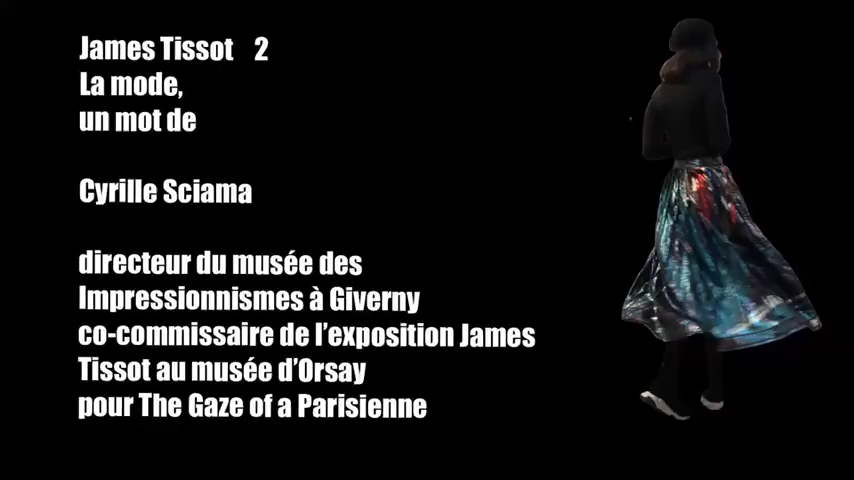 James Tissot 2
La mode,
un mot de
Cyrille Sciama
directeur du musée des
Impressionnismes à Giverny
co-commissaire de l'exposition James
Tissot au musée d'Orsay
pour The Gaze of a Parisienne